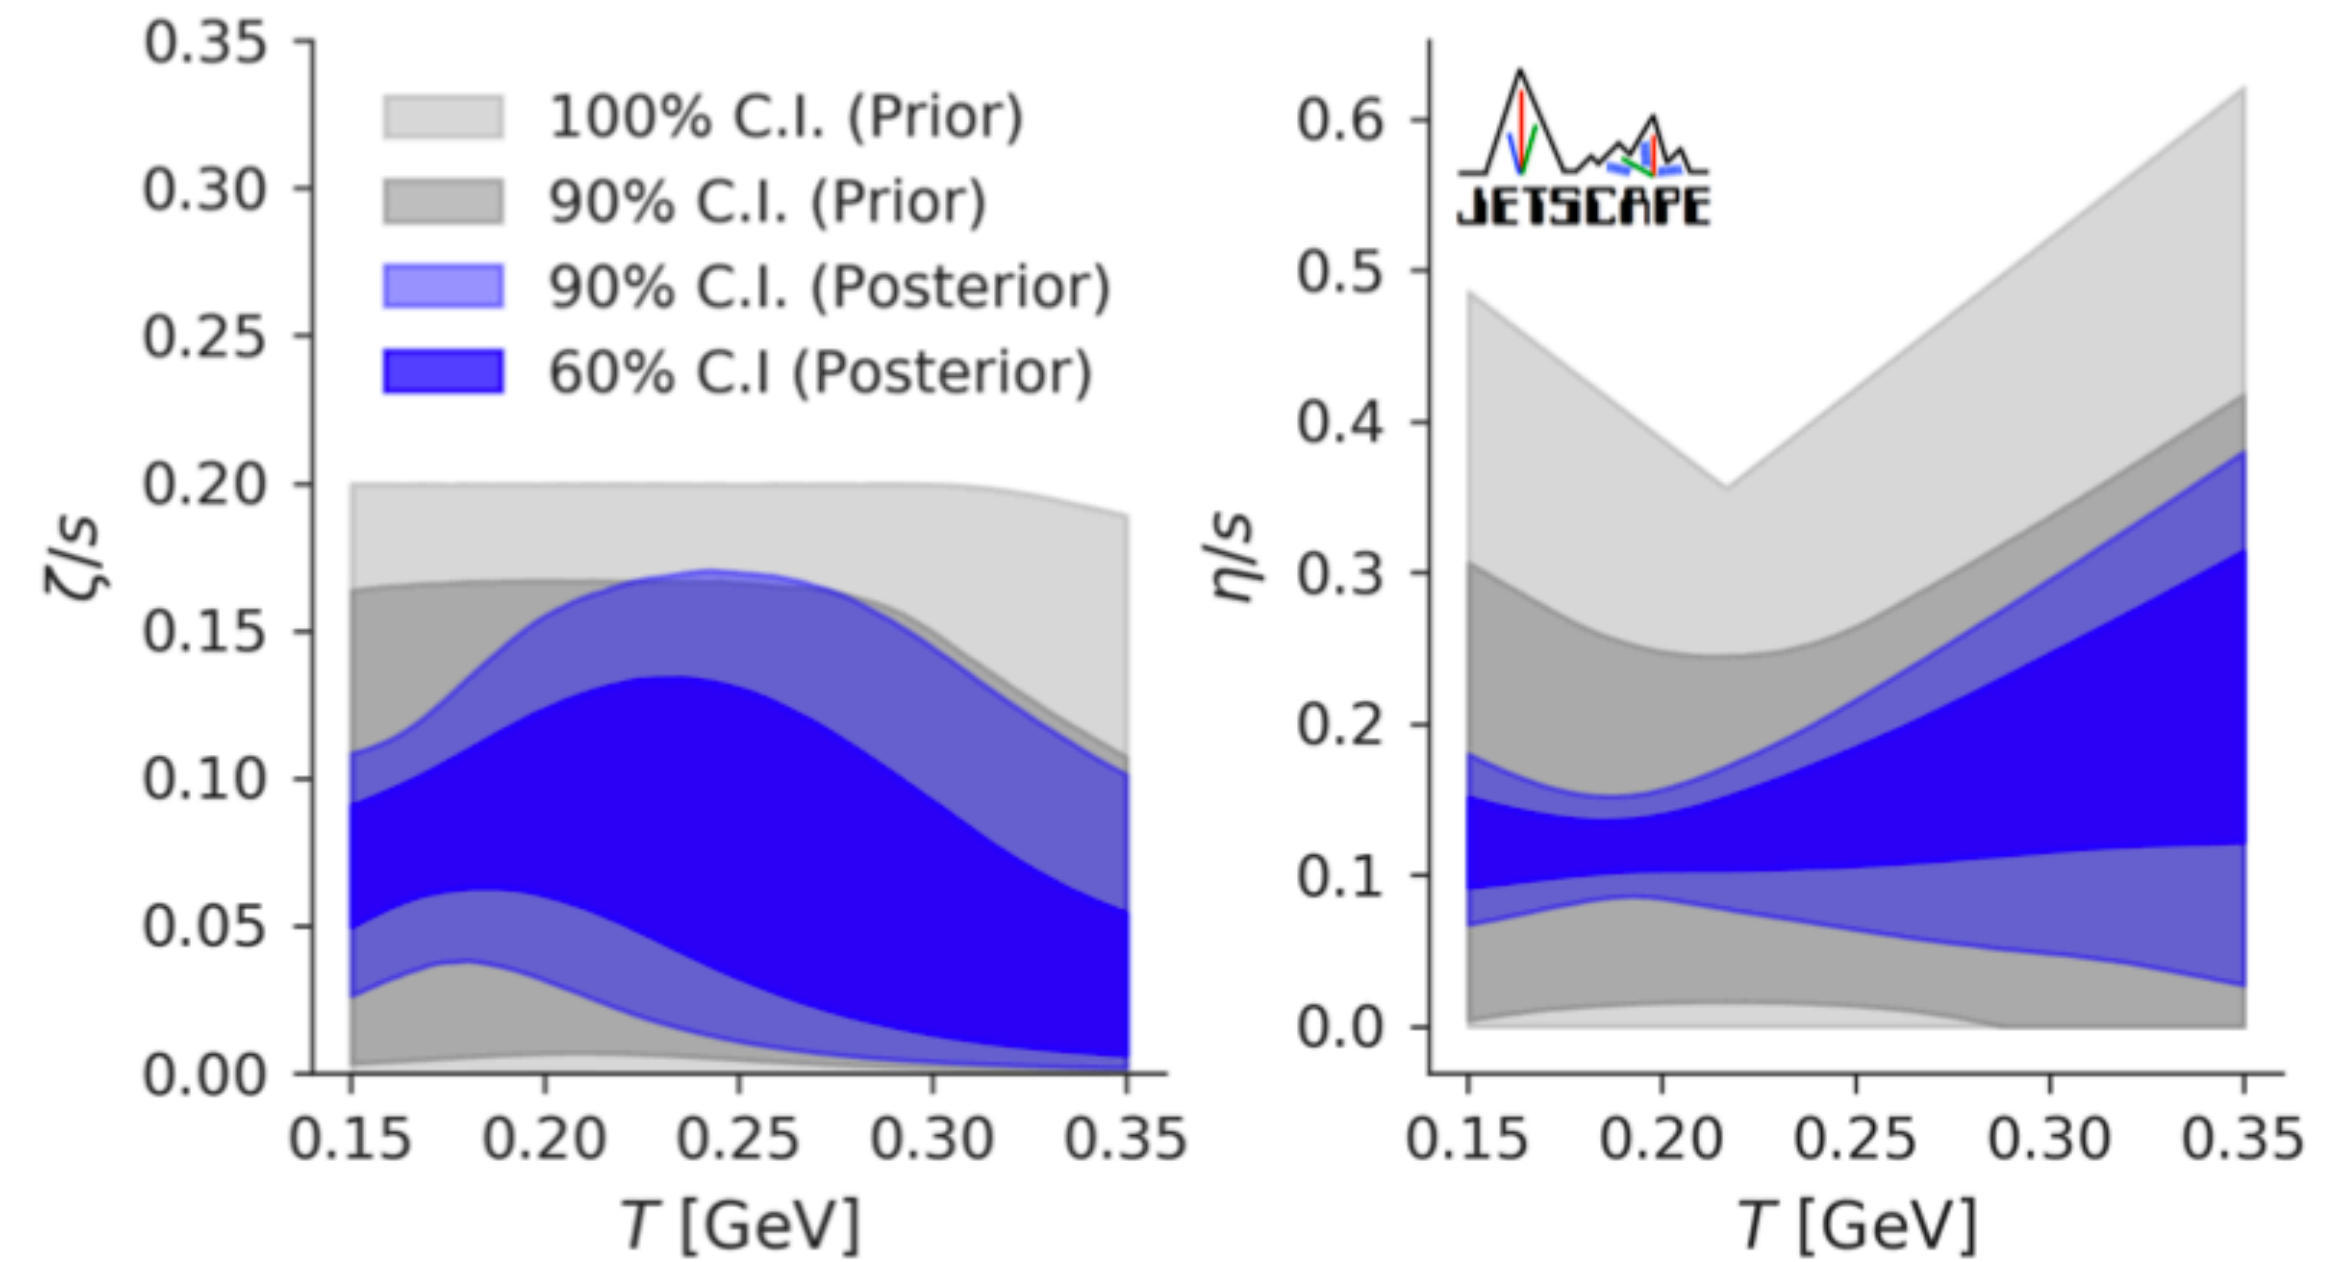 0.35
0.30
0.25
0.20
0.15
0.10
0.05
0.00
ζ/s
100% C.I. (Prior)
90% C.I. (Prior)
90% C.I. (Posterior)
60% C.I (Posterior)
0.15 0.20 0.25 0.30 0.35
T [GeV]
0.6
0.5
0.4
0.3
0.2
0.1
0.0
η/s
JETSCAPE
0.15 0.20 0.25 0.30 0.35
T [GeV]